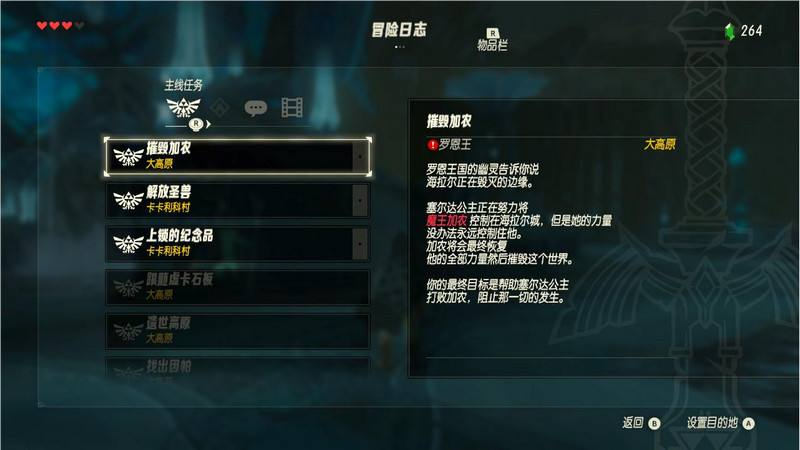 冒险日志
R
物品栏
264
主线任务
R
摧毁加农
大高原
解放圣兽
卡卡利科村
上锁的纪念品
卡卡利科村
跟随虚卡石板
大高原
遗世高原
大高原
找出因帕
摧毁加农
罗恩王
大高原
罗恩王国的幽灵告诉你说
海拉尔正在毁灭的边缘。
塞尔达公主正在努力将
魔王加农 控制在海拉尔城，但是她的力量
没办法永远控制住他。
加农将会最终恢复
他的全部力量然后摧毁这个世界。
你的最终目标是帮助塞尔达公主
打败加农，阻止那一切的发生。
返回 B
设置目的地 A